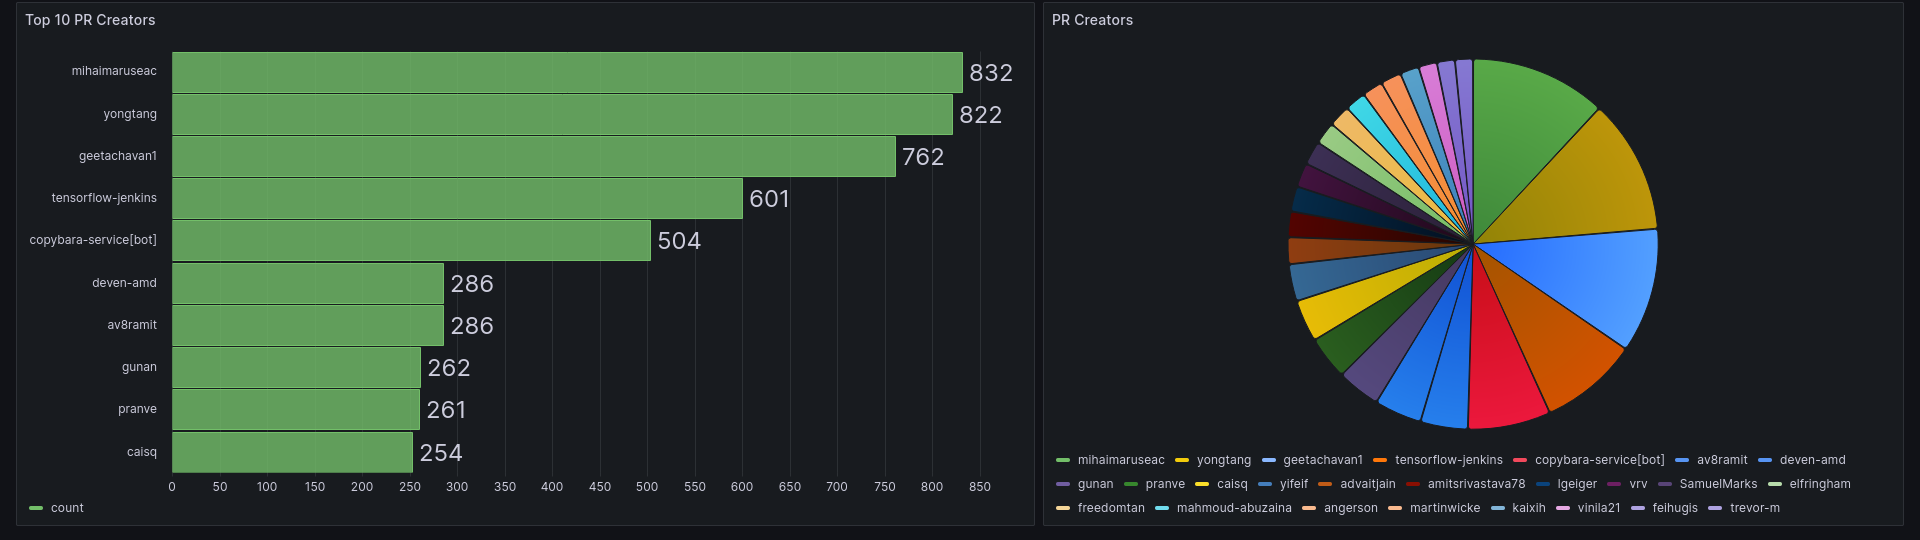 Top 10 PR Creators
mihaimaruseac 832
yongtang 822
geetachavan1 762
tensorflow-jenkins 601
copybara-service[bot] 504
deven-amd 286
av8ramit 286
gunan 262
pranve 261
caisq 254
0 50 100 150 200 250 300 350 400 450 500 550 600 650 700 750 800 850
count
PR Creators
mihaimaruseac yongtang geetachavan1 tensorflow-jenkins copybara-service[bot] av8ramit deven-amd
gunan pranve caisq yifeif advaitjain amitsrivastava78 lgeiger vrv SamuelMarks elfringham
freedomtan mahmoud-abuzaina angerson martinwicke kaixih vinila21 feihugis trevor-m